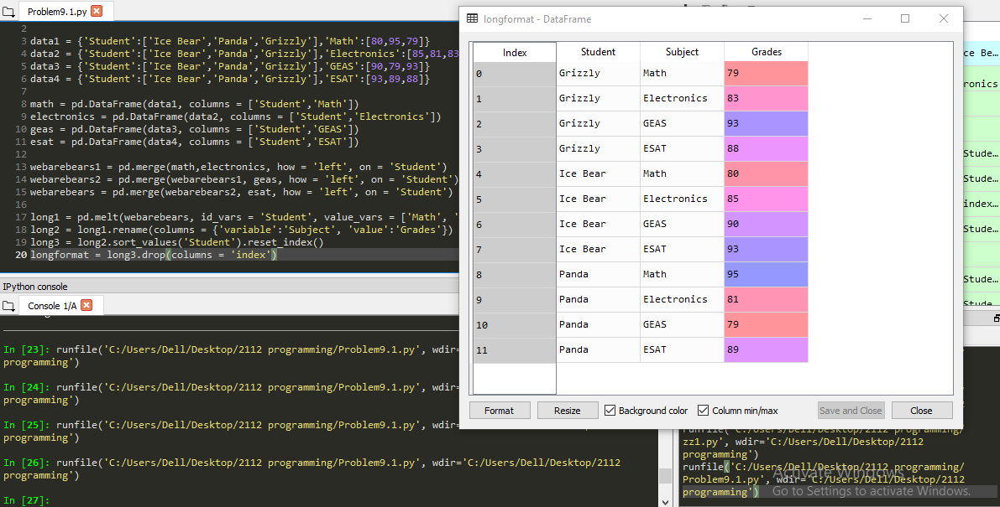 Problem9.1.py
2
3 data1 = {'Student':['Ice Bear','Panda','Grizzly'],'Math':[80,95,79]}
4 data2 = {'Student':['Ice Bear','Panda','Grizzly'],'Electronics':[85,81,83
5 data3 = {'Student':['Ice Bear','Panda','Grizzly'],'GEAS':[90,79,93]}
6 data4 = {'Student':['Ice Bear','Panda','Grizzly'],'ESAT':[93,89,88]}
7
8 math = pd.DataFrame(data1, columns = ['Student','Math'])
9 electronics = pd.DataFrame(data2, columns = ['Student','Electronics'])
10 geas = pd.DataFrame(data3, columns = ['Student','GEAS'])
11 esat = pd.DataFrame(data4, columns = ['Student','ESAT'])
12
13 webarebears1 = pd.merge(math,electronics, how = 'left', on = 'Student')
14 webarebears2 = pd.merge(webarebears1, geas, how = 'left', on = 'Student')
15 webarebears = pd.merge(webarebears2, esat, how = 'left', on = 'Student')
16
17 long1 = pd.melt(webarebears, id_vars = 'Student', value_vars = ['Math', '
18 long2 = long1.rename(columns = {'variable':'Subject', 'value':'Grades'})
19 long3 = long2.sort_values('Student').reset_index()
20 longformat = long3.drop(columns = 'index')
IPython console
Console 1/A
In [23]: runfile('C:/Users/Dell/Desktop/2112 programming/Problem9.1.py', wdir=
programming')
In [24]: runfile('C:/Users/Dell/Desktop/2112 programming/Problem9.1.py', wdir=
programming')
In [25]: runfile('C:/Users/Dell/Desktop/2112 programming/Problem9.1.py', wdir=
programming')
In [26]: runfile('C:/Users/Dell/Desktop/2112 programming/Problem9.1.py', wdir='C:/Users/Dell/Desktop/2112
programming')
In [27]:
longformat - DataFrame
Index Student Subject Grades
0 Grizzly Math 79
1 Grizzly Electronics 83
2 Grizzly GEAS 93
3 Grizzly ESAT 88
4 Ice Bear Math 80
5 Ice Bear Electronics 85
6 Ice Bear GEAS 90
7 Ice Bear ESAT 93
8 Panda Math 95
9 Panda Electronics 81
10 Panda GEAS 79
11 Panda ESAT 89
Format Resize Background color Column min/max Save and Close Close
ce Be…
ronics
Stude…
Stude…
index…
Stude…
Stude…
runfile('C:/Users/Dell/Desktop/2112 programming/
zz1.py', wdir='C:/Users/Dell/Desktop/2112
programming')
runfile('C:/Users/Dell/Desktop/2112 programming/
Problem9.1.py', wdir='C:/Users/Dell/Desktop/2112
programming')
Activate Windows
Go to Settings to activate Windows.